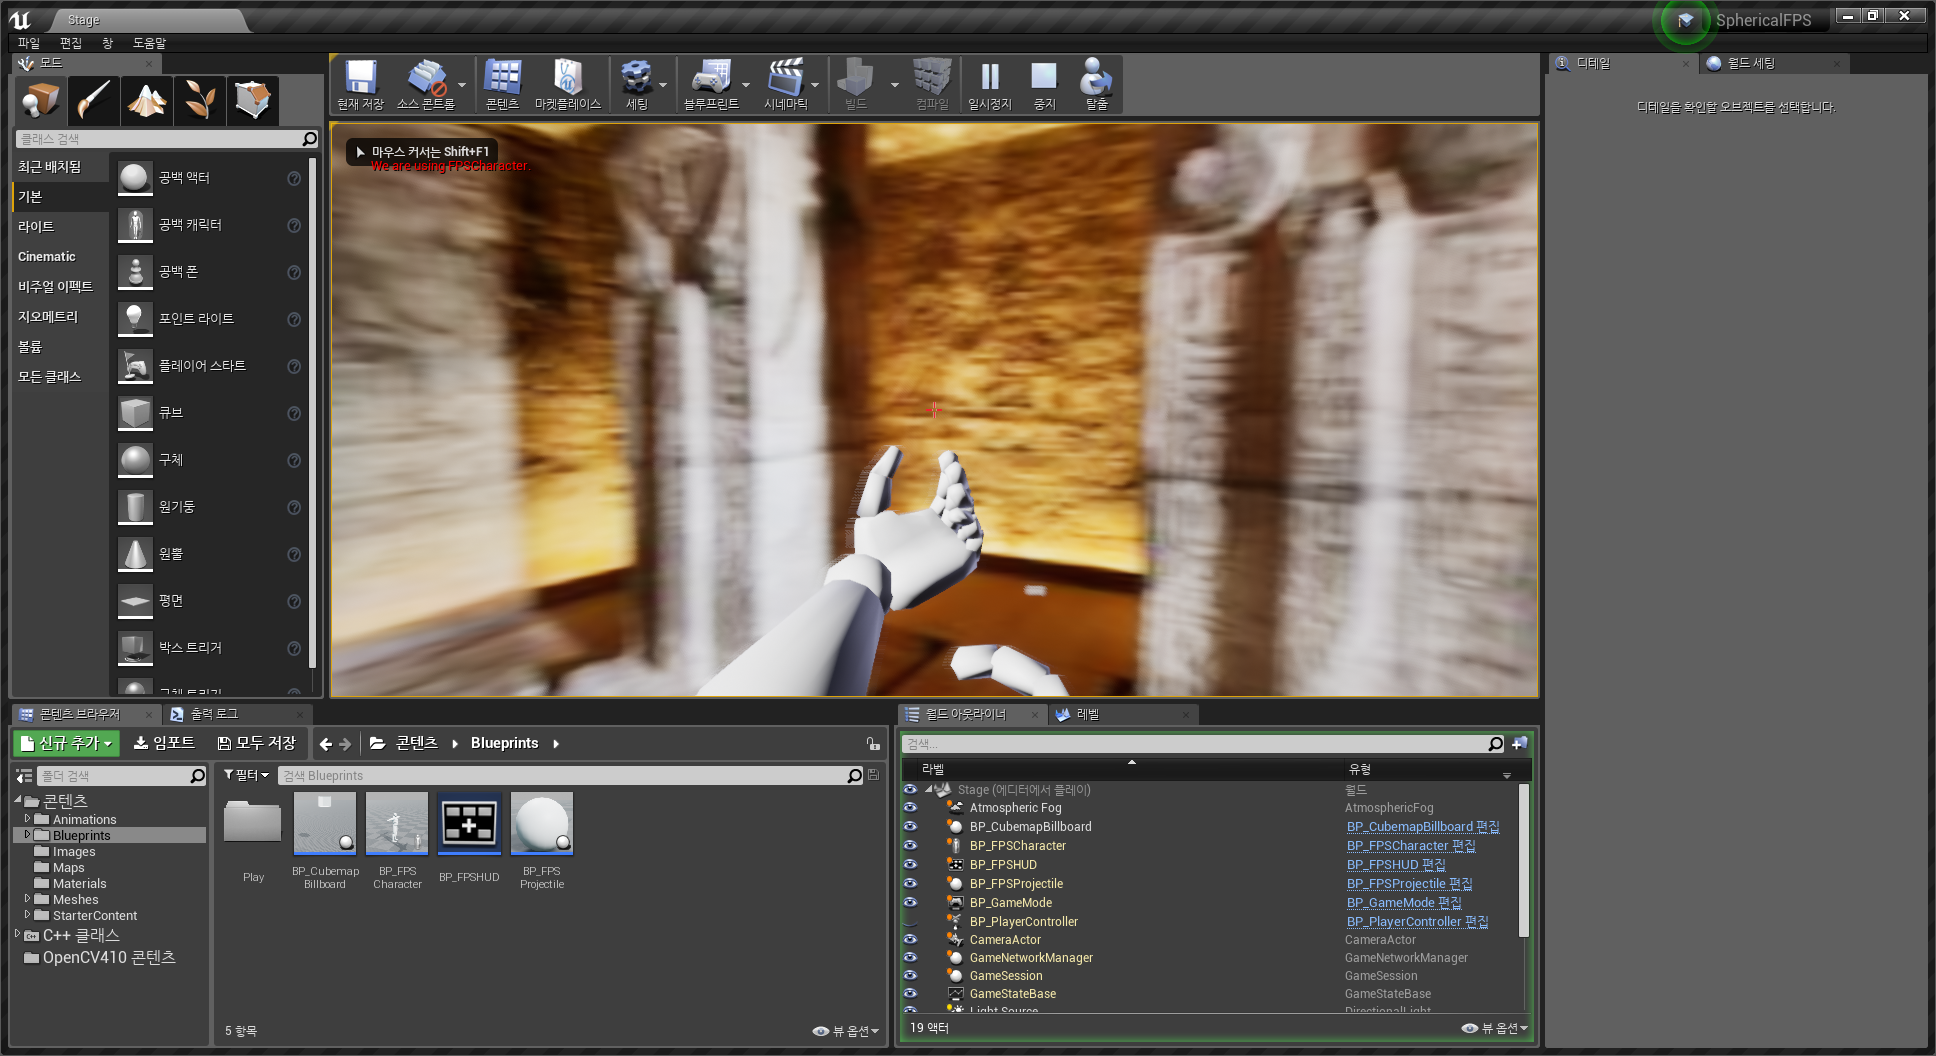 Stage
SphericalFPS
파일 편집 창 도움말
모드
클래스 검색
최근 배치됨
기본
라이트
Cinematic
비주얼 이펙트
지오메트리
볼륨
모든 클래스
공백 액터
공백 캐릭터
공백 폰
포인트 라이트
플레이어 스타트
큐브
구체
원기둥
원뿔
평면
박스 트리거
구체 트리거
현재 저장 소스 콘트롤 콘텐츠 마켓플레이스 세팅 블루프린트 시네마틱 빌드 컴파일 일시정지 중지 탈출
마우스 커서는 Shift+F1
We are using FPSCharacter.
디테일 월드 세팅
디테일을 확인할 오브젝트를 선택합니다.
콘텐츠 브라우저 출력 로그
신규 추가 임포트 모두 저장 콘텐츠 Blueprints
폴더 검색
필터 검색 Blueprints
콘텐츠
Animations
Blueprints
Images
Maps
Materials
Meshes
StarterContent
C++ 클래스
OpenCV410 콘텐츠
Play
BP_Cubemap
Billboard
BP_FPS
Character
BP_FPSHUD
BP_FPS
Projectile
5 항목
뷰 옵션
월드 아웃라이너 레벨
검색...
라벨 유형
Stage (에디터에서 플레이) 월드
Atmospheric Fog AtmosphericFog
BP_CubemapBillboard BP_CubemapBillboard 편집
BP_FPSCharacter BP_FPSCharacter 편집
BP_FPSHUD BP_FPSHUD 편집
BP_FPSProjectile BP_FPSProjectile 편집
BP_GameMode BP_GameMode 편집
BP_PlayerController BP_PlayerController 편집
CameraActor CameraActor
GameNetworkManager GameNetworkManager
GameSession GameSession
GameStateBase GameStateBase
Light Source DirectionalLight
19 액터
뷰 옵션